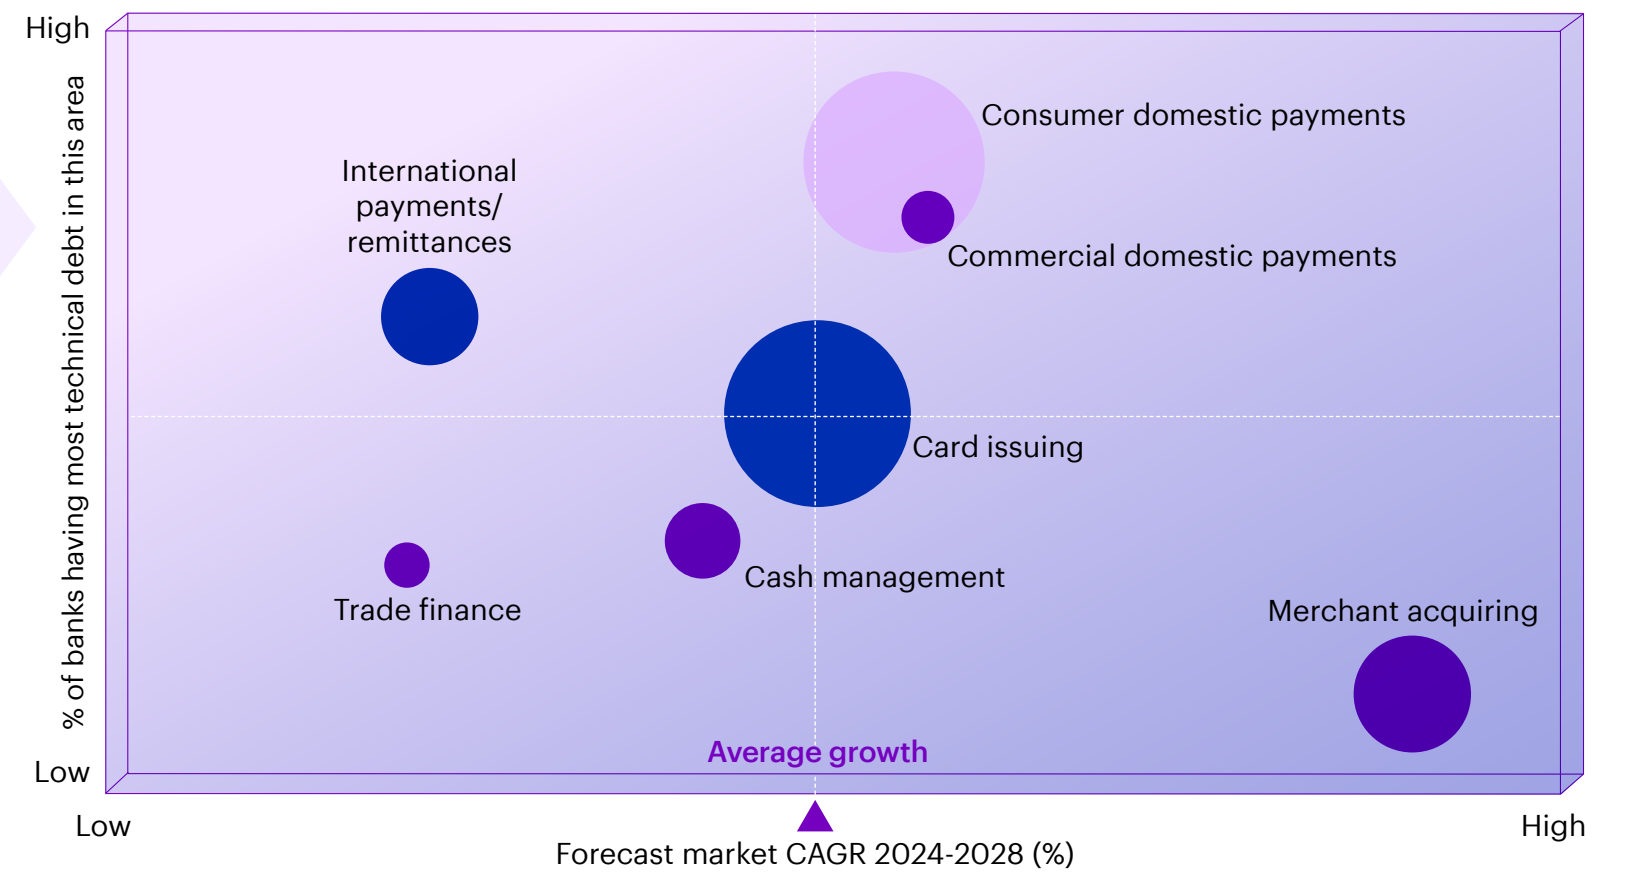 High
% of banks having most technical debt in this area
Consumer domestic payments
International
payments/
remittances
Commercial domestic payments
Card issuing
Cash management
Trade finance
Merchant acquiring
Average growth
Low
Low
High
Forecast market CAGR 2024-2028 (%)